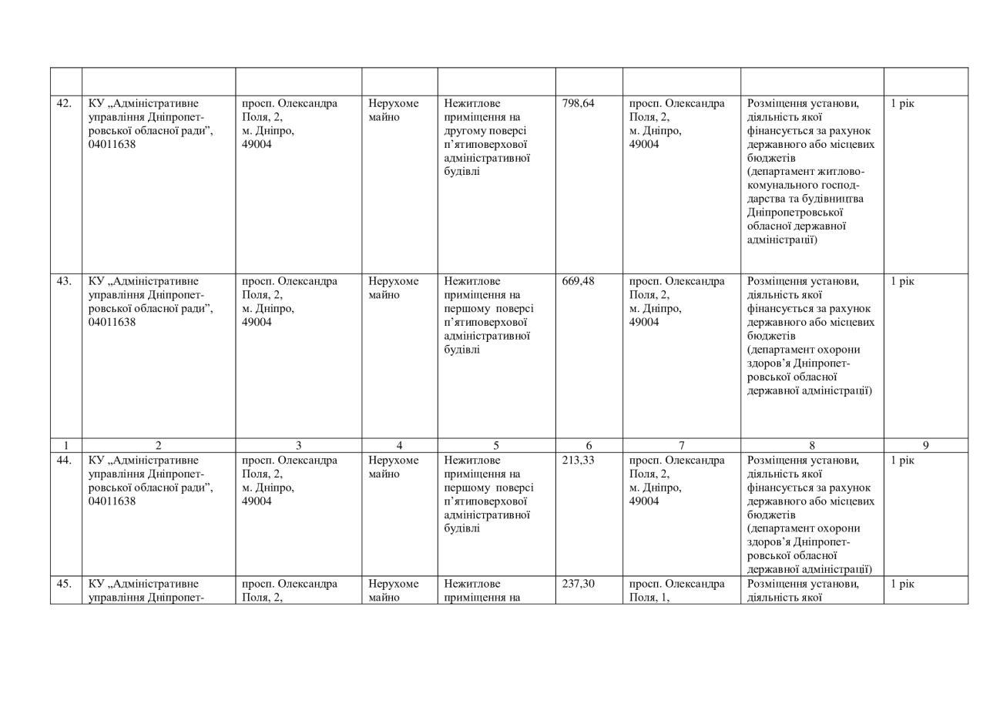 42.
КУ „Адміністративне
управління Дніпропет-
ровської обласної ради”,
04011638
просп. Олександра
Поля, 2,
м. Дніпро,
49004
Нерухоме
майно
Нежитлове
приміщення на
другому поверсі
п’ятиповерхової
адміністративної
будівлі
798,64
просп. Олександра
Поля, 2,
м. Дніпро,
49004
Розміщення установи,
діяльність якої
фінансується за рахунок
державного або місцевих
бюджетів
(департамент житлово-
комунального господ-
дарства та будівництва
Дніпропетровської
обласної державної
адміністрації)
1 рік
43.
КУ „Адміністративне
управління Дніпропет-
ровської обласної ради”,
04011638
просп. Олександра
Поля, 2,
м. Дніпро,
49004
Нерухоме
майно
Нежитлове
приміщення на
першому поверсі
п’ятиповерхової
адміністративної
будівлі
669,48
просп. Олександра
Поля, 2,
м. Дніпро,
49004
Розміщення установи,
діяльність якої
фінансується за рахунок
державного або місцевих
бюджетів
(департамент охорони
здоров’я Дніпропет-
ровської обласної
державної адміністрації)
1 рік
1 2 3 4 5 6 7 8 9
44.
КУ „Адміністративне
управління Дніпропет-
ровської обласної ради”,
04011638
просп. Олександра
Поля, 2,
м. Дніпро,
49004
Нерухоме
майно
Нежитлове
приміщення на
першому поверсі
п’ятиповерхової
адміністративної
будівлі
213,33
просп. Олександра
Поля, 2,
м. Дніпро,
49004
Розміщення установи,
діяльність якої
фінансується за рахунок
державного або місцевих
бюджетів
(департамент охорони
здоров’я Дніпропет-
ровської обласної
державної адміністрації)
1 рік
45.
КУ „Адміністративне
управління Дніпропет-
просп. Олександра
Поля, 2,
Нерухоме
майно
Нежитлове
приміщення на
237,30
просп. Олександра
Поля, 1,
Розміщення установи,
діяльність якої
1 рік